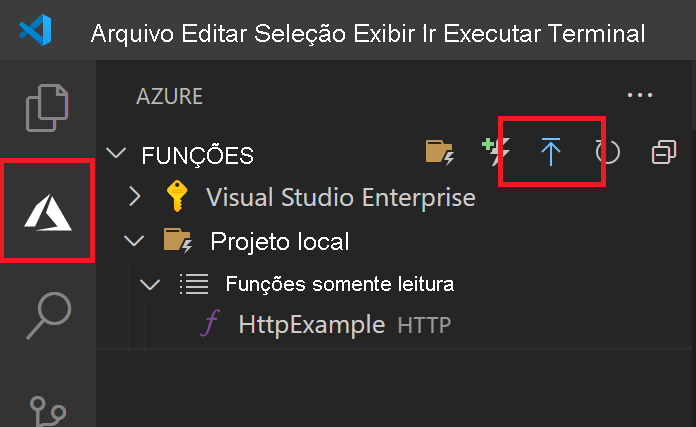 Arquivo Editar Seleção Exibir Ir Executar Terminal
AZURE
FUNÇÕES
Visual Studio Enterprise
Projeto local
Funções somente leitura
HttpExample HTTP